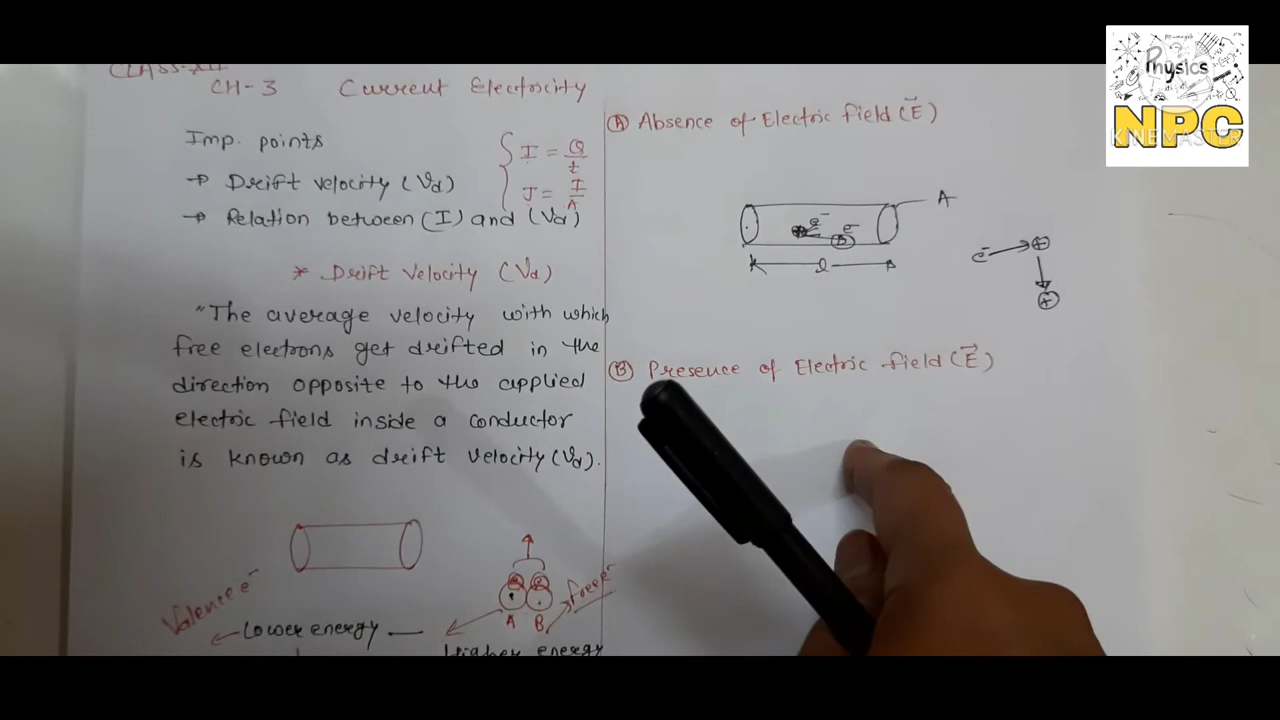 CLASS-XII
CH-3 Current Electricity
Imp. points
→ Drift velocity (Vd)
→ Relation between (I) and (Vd)
I = Q/t
J = I/A
* Drift Velocity (Vd)
"The average velocity with which
free electrons get drifted in the
direction opposite to the applied
electric field inside a conductor
is known as drift velocity (Vd).
Valence e⁻
Lower energy
A B
Free e⁻
Higher energy
(A) Absence of Electric field (E⃗)
A
e⁻ e⁻
l
e⁻ +
+
(B) Presence of Electric field (E⃗)
Physics
NPC
KINEMASTER